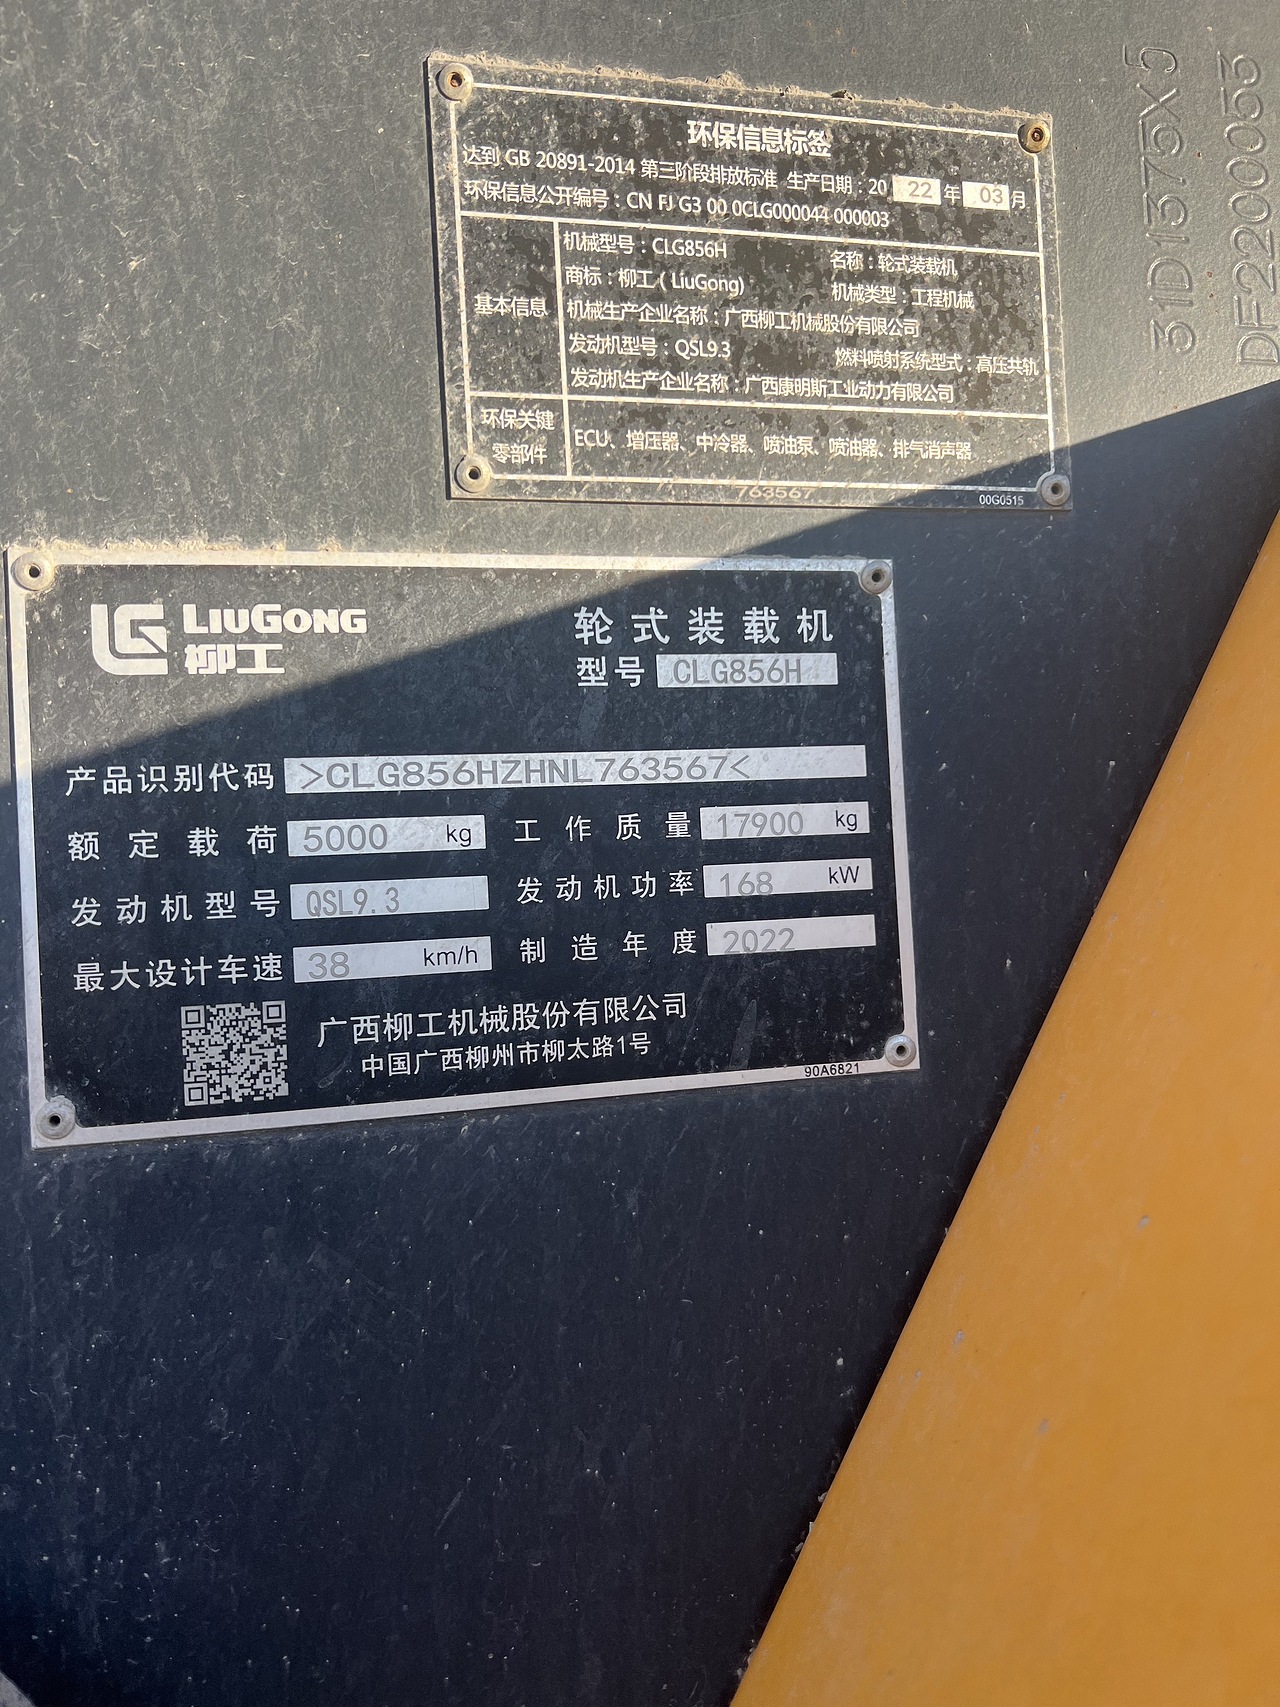 环保信息标签
达到 GB 20891-2014 第三阶段排放标准 生产日期：20 22 年 03 月
环保信息公开编号：CN FJ G3 00 0CLG000044 000003
基本信息
机械型号：CLG856H 名称：轮式装载机
商标：柳工（LiuGong) 机械类型：工程机械
机械生产企业名称：广西柳工机械股份有限公司
发动机型号：QSL9.3 燃料喷射系统型式：高压共轨
发动机生产企业名称：广西康明斯工业动力有限公司
环保关键
零部件
ECU、增压器、中冷器、喷油泵、喷油器、排气消声器
763567
00G0515
31D1375X5
DF2200053
LIUGONG
柳工
轮式装载机
型号 CLG856H
产品识别代码 >CLG856HZHNL763567<
额定载荷 5000 kg 工作质量 17900 kg
发动机型号 QSL9.3 发动机功率 168 kW
最大设计车速 38 km/h 制造年度 2022
广西柳工机械股份有限公司
中国广西柳州市柳太路1号
90A6821